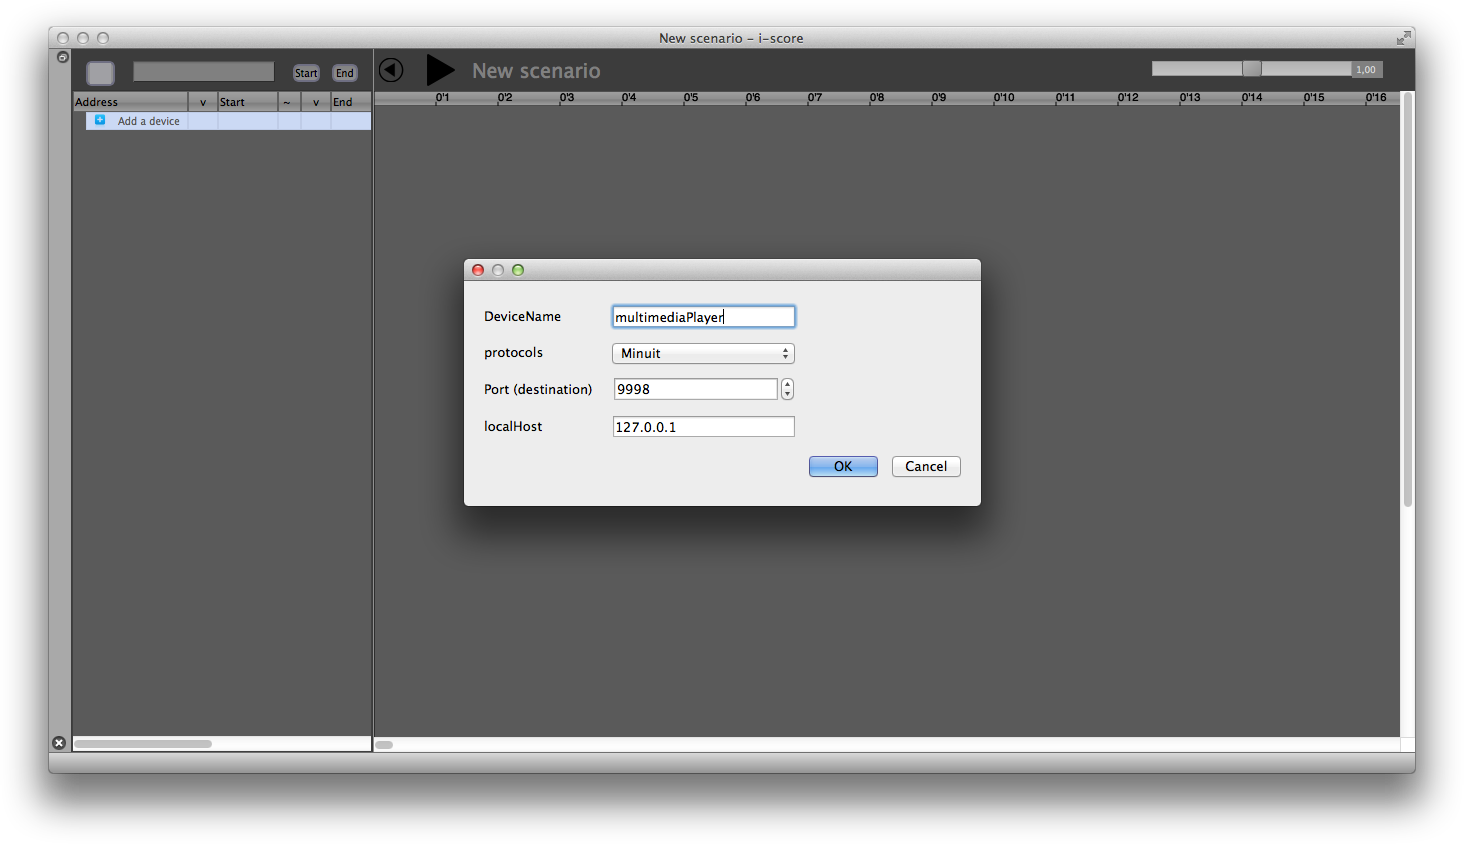 New scenario - i-score
Start End New scenario 1,00
Address v Start ~ v End 0'1 0'2 0'3 0'4 0'5 0'6 0'7 0'8 0'9 0'10 0'11 0'12 0'13 0'14 0'15 0'16
Add a device
DeviceName multimediaPlayer
protocols Minuit
Port (destination) 9998
localHost 127.0.0.1
OK Cancel